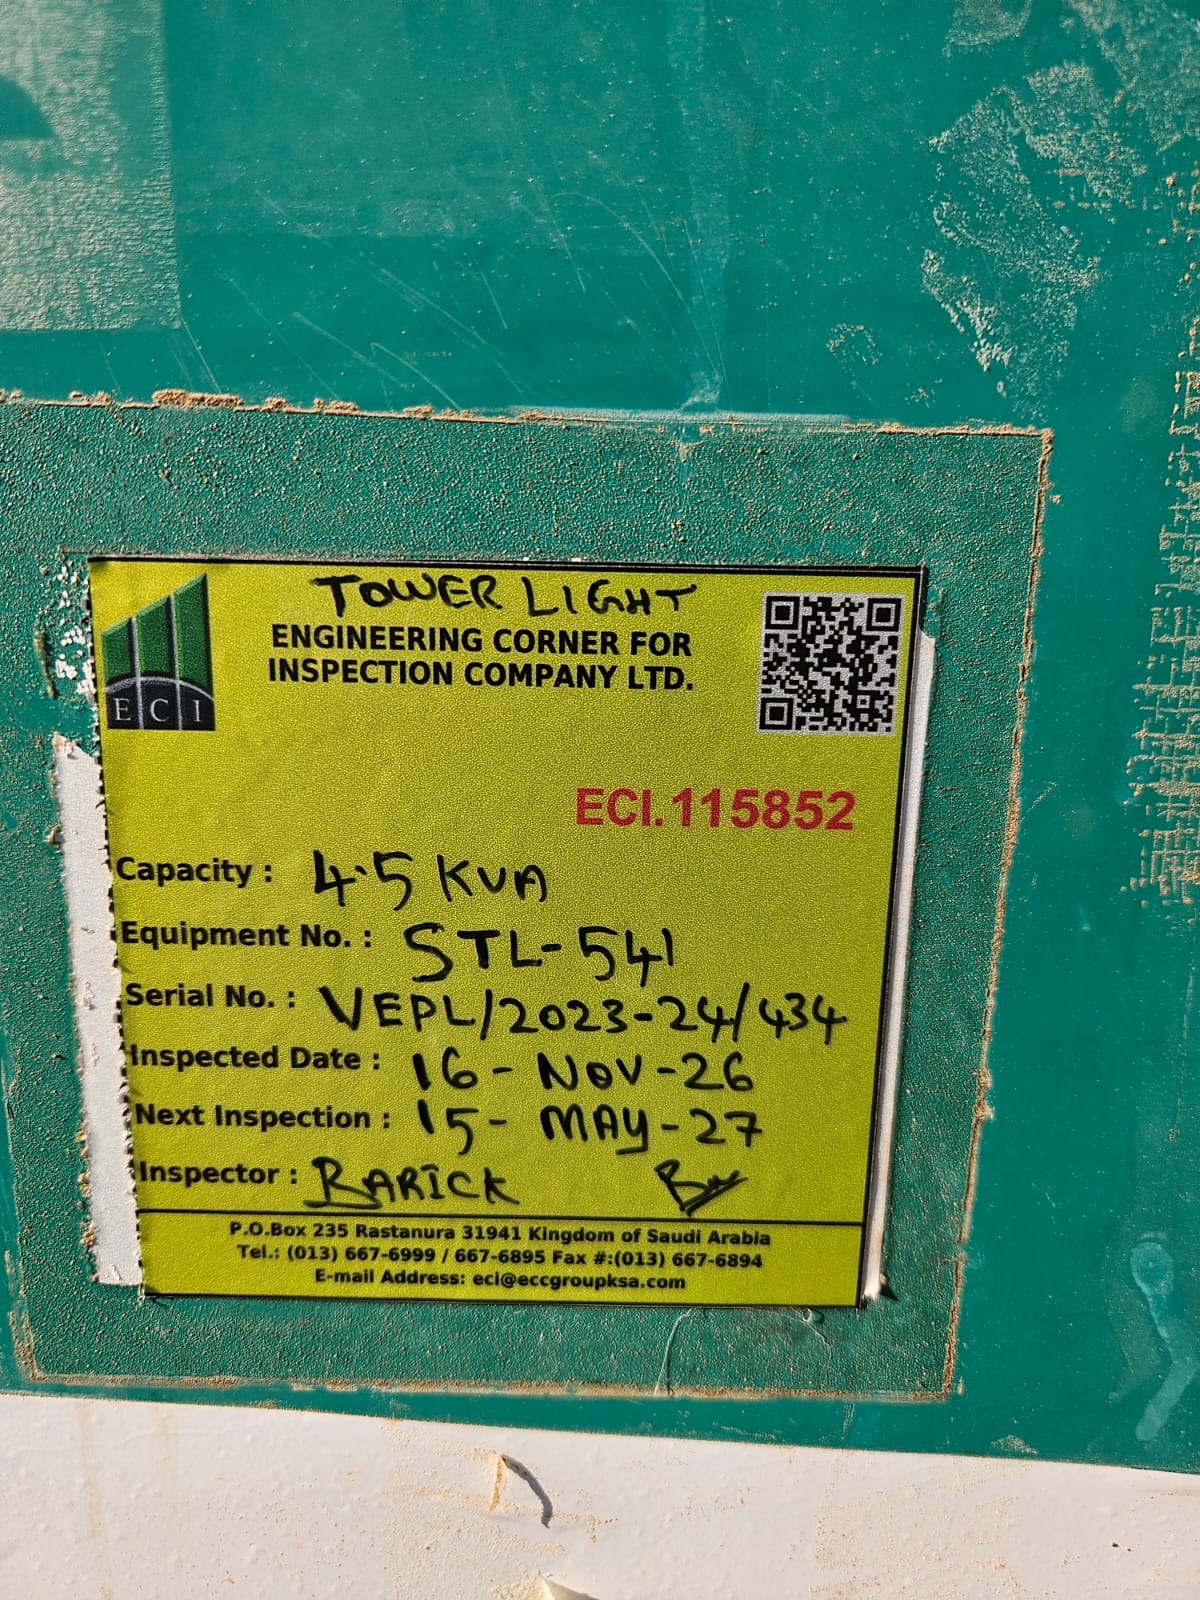 TOWER LIGHT
ENGINEERING CORNER FOR
INSPECTION COMPANY LTD.
ECI
ECI.115852
Capacity : 4.5 KVA
Equipment No. : STL-541
Serial No. : VEPL/2023-24/434
Inspected Date : 16-NOV-26
Next Inspection : 15-MAY-27
Inspector : BARICK
P.O.Box 235 Rastanura 31941 Kingdom of Saudi Arabia
Tel.: (013) 667-6999 / 667-6895 Fax #:(013) 667-6894
E-mail Address: eci@eccgroupksa.com